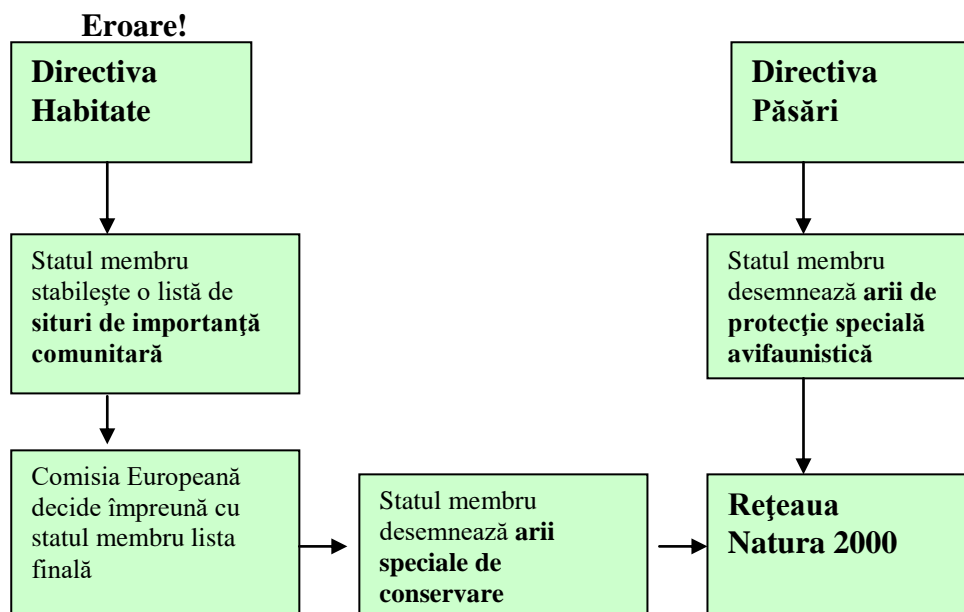 Eroare!
Directiva
Habitate
Directiva
Păsări
Statul membru
stabileşte o listă de
situri de importanţă
comunitară
Statul membru
desemnează arii de
protecţie specială
avifaunistică
Comisia Europeană
decide împreună cu
statul membru lista
finală
Statul membru
desemnează arii
speciale de
conservare
Reţeaua
Natura 2000